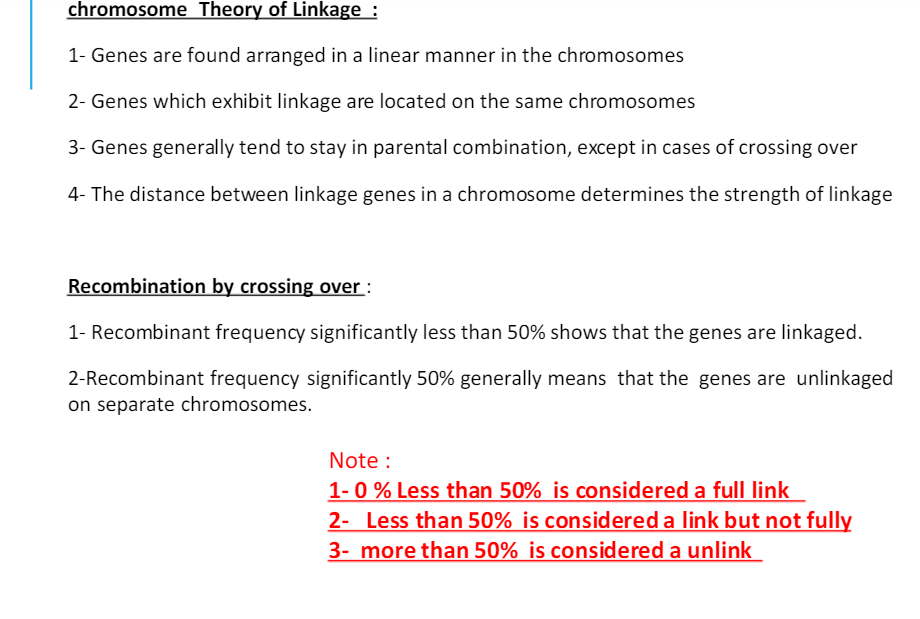 chromosome Theory of Linkage :
1- Genes are found arranged in a linear manner in the chromosomes
2- Genes which exhibit linkage are located on the same chromosomes
3- Genes generally tend to stay in parental combination, except in cases of crossing over
4- The distance between linkage genes in a chromosome determines the strength of linkage
Recombination by crossing over :
1- Recombinant frequency significantly less than 50% shows that the genes are linkaged.
2-Recombinant frequency significantly 50% generally means that the genes are unlinkaged
on separate chromosomes.
Note :
1- 0 % Less than 50% is considered a full link
2- Less than 50% is considered a link but not fully
3- more than 50% is considered a unlink